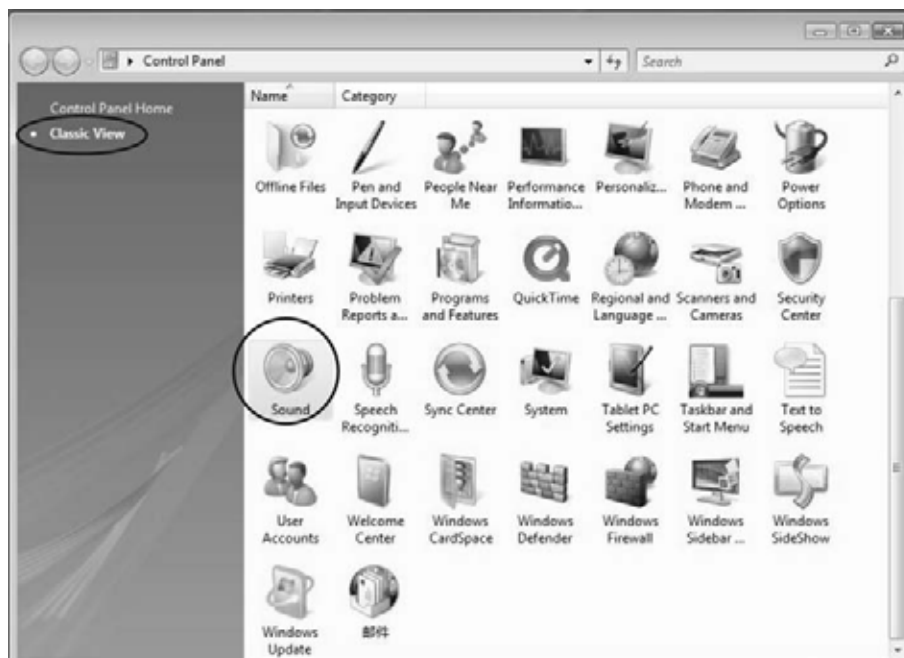 Control Panel
Search
Control Panel Home
Classic View
Name Category
Offline Files Pen and People Near Performance Personaliz... Phone and Power
Input Devices Me Informatio... Modem ... Options
Printers Problem Programs QuickTime Regional and Scanners and Security
Reports a... and Features Language ... Cameras Center
Sound Speech Sync Center System Tablet PC Taskbar and Text to
Recogniti... Settings Start Menu Speech
User Welcome Windows Windows Windows Windows Windows
Accounts Center CardSpace Defender Firewall Sidebar ... SideShow
Windows 邮件
Update